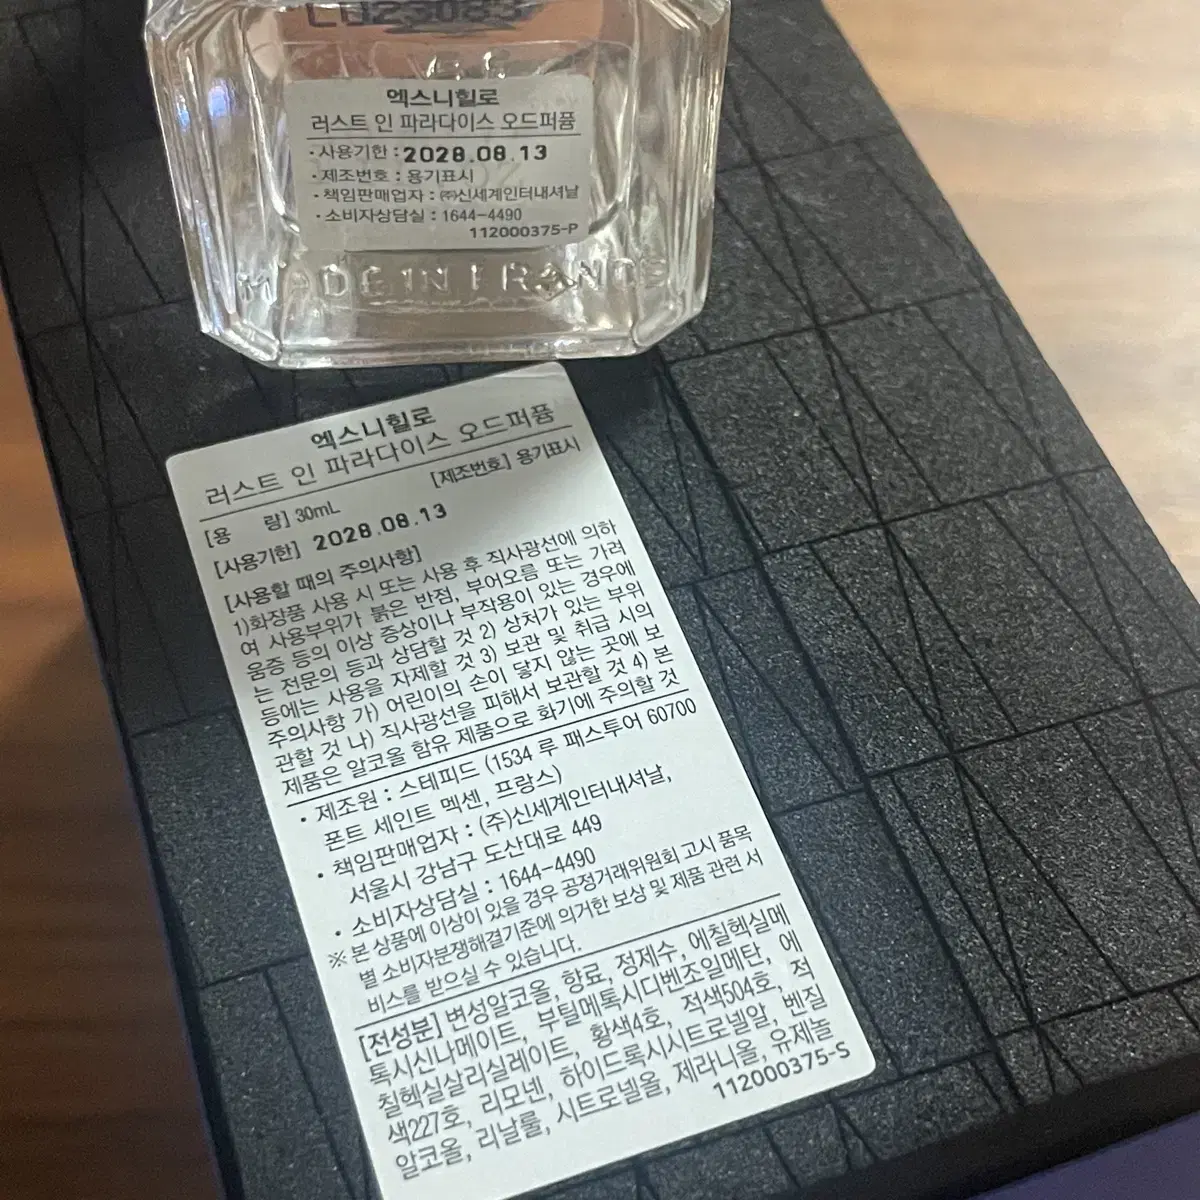 LU23083
엑스니힐로
러스트 인 파라다이스 오드퍼퓸
·사용기한 : 2028.08.13
·제조번호 : 용기표시
·책임판매업자 : ㈜신세계인터내셔날
·소비자상담실 : 1644-4490
112000375-P
MADE IN FRANCE
엑스니힐로
러스트 인 파라다이스 오드퍼퓸
[용 량] 30mL [제조번호] 용기표시
[사용기한] 2028.08.13
[사용할 때의 주의사항]
1)화장품 사용 시 또는 사용 후 직사광선에 의하
여 사용부위가 붉은 반점, 부어오름 또는 가려
움증 등의 이상 증상이나 부작용이 있는 경우에
는 전문의 등과 상담할 것 2) 상처가 있는 부위
등에는 사용을 자제할 것 3) 보관 및 취급 시의
주의사항 가) 어린이의 손이 닿지 않는 곳에 보
관할 것 나) 직사광선을 피해서 보관할 것 4) 본
제품은 알코올 함유 제품으로 화기에 주의할 것
· 제조원 : 스테피드 (1534 루 패스투어 60700
폰트 세인트 멕센, 프랑스)
· 책임판매업자 : (주)신세계인터내셔날,
서울시 강남구 도산대로 449
· 소비자상담실 : 1644-4490
※ 본 상품에 이상이 있을 경우 공정거래위원회 고시 품목
별 소비자분쟁해결기준에 의거한 보상 및 제품 관련 서
비스를 받으실 수 있습니다.
[전성분] 변성알코올, 향료, 정제수, 에칠헥실메
톡시신나메이트, 부틸메톡시디벤조일메탄, 에
칠헥실살리실레이트, 황색4호, 적색504호, 적
색227호, 리모넨, 하이드록시시트로넬알, 벤질
알코올, 리날룰, 시트로넬올, 제라니올, 유제놀
112000375-S